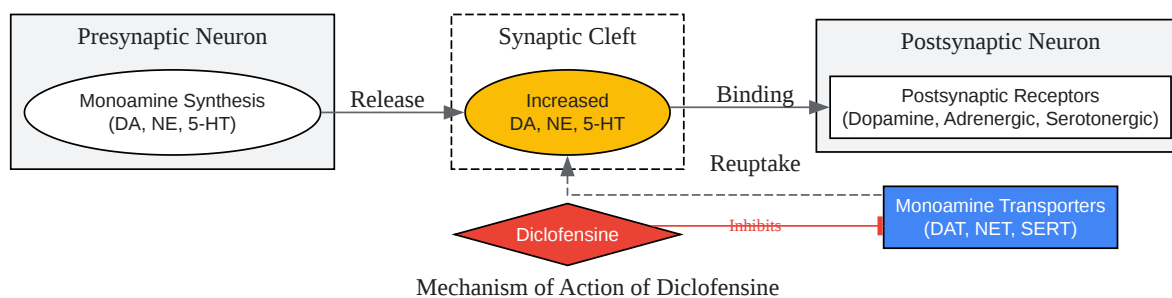 Presynaptic Neuron
Monoamine Synthesis
(DA, NE, 5-HT)
Release
Synaptic Cleft
Increased
DA, NE, 5-HT
Binding
Postsynaptic Neuron
Postsynaptic Receptors
(Dopamine, Adrenergic, Serotonergic)
Reuptake
Monoamine Transporters
(DAT, NET, SERT)
Diclofensine
Inhibits
Mechanism of Action of Diclofensine